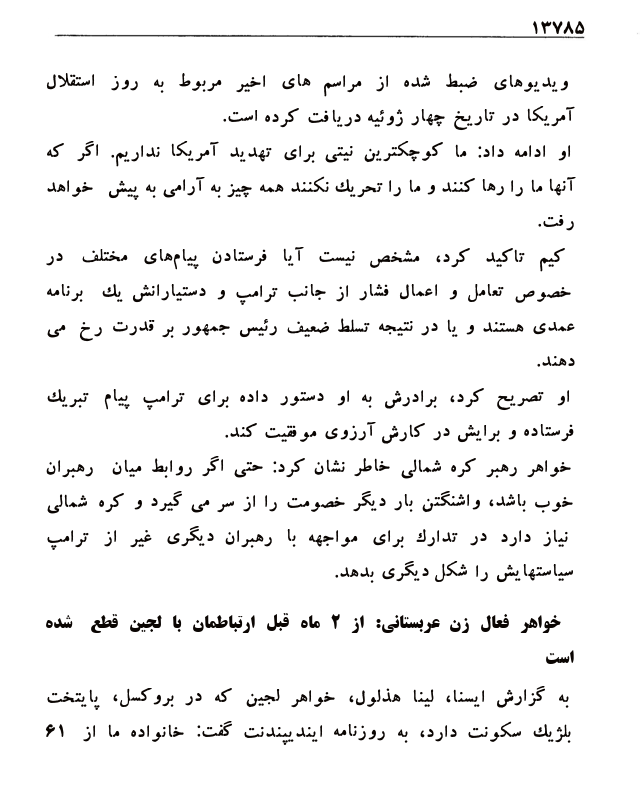 ۱۳۷۸۵
ویدیوهای ضبط شده از مراسم های اخیر مربوط به روز استقلال
آمریکا در تاریخ چهار ژوئیه دریافت کرده است.
او ادامه داد: ما کوچکترین نیتی برای تهدید آمریکا نداریم. اگر که
آنها ما را رها کنند و ما را تحریك نکنند همه چیز به آرامی به پیش خواهد
رفت.
کیم تاکید کرد، مشخص نیست آیا فرستادن پیام‌های مختلف در
خصوص تعامل و اعمال فشار از جانب ترامپ و دستیارانش یك برنامه
عمدی هستند و یا در نتیجه تسلط ضعیف رئیس جمهور بر قدرت رخ می
دهند.
او تصریح کرد، برادرش به او دستور داده برای ترامپ پیام تبریك
فرستاده و برایش در کارش آرزوی موفقیت کند.
خواهر رهبر کره شمالی خاطر نشان کرد: حتی اگر روابط میان رهبران
خوب باشد، واشنگتن بار دیگر خصومت را از سر می گیرد و کره شمالی
نیاز دارد در تدارك برای مواجهه با رهبران دیگری غیر از ترامپ
سیاستهایش را شکل دیگری بدهد.
خواهر فعال زن عربستانی: از ۲ ماه قبل ارتباطمان با لجین قطع شده
است
به گزارش ایسنا، لینا هذلول، خواهر لجین که در بروکسل، پایتخت
بلژیك سکونت دارد، به روزنامه ایندیپندنت گفت: خانواده ما از ۶۱